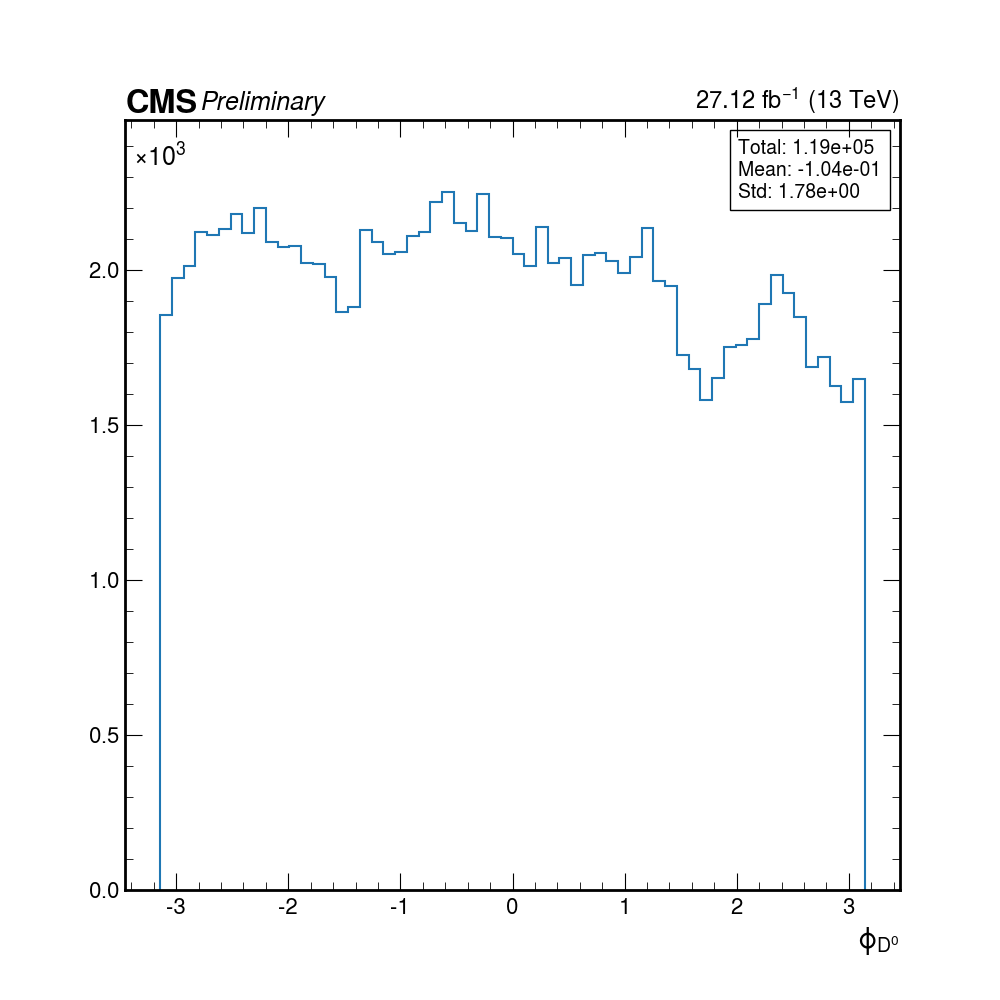 CMS Preliminary 27.12 fb⁻¹ (13 TeV)
×10³
Total: 1.19e+05
Mean: -1.04e-01
Std: 1.78e+00
2.0
1.5
1.0
0.5
0.0
-3 -2 -1 0 1 2 3
ϕ_D⁰